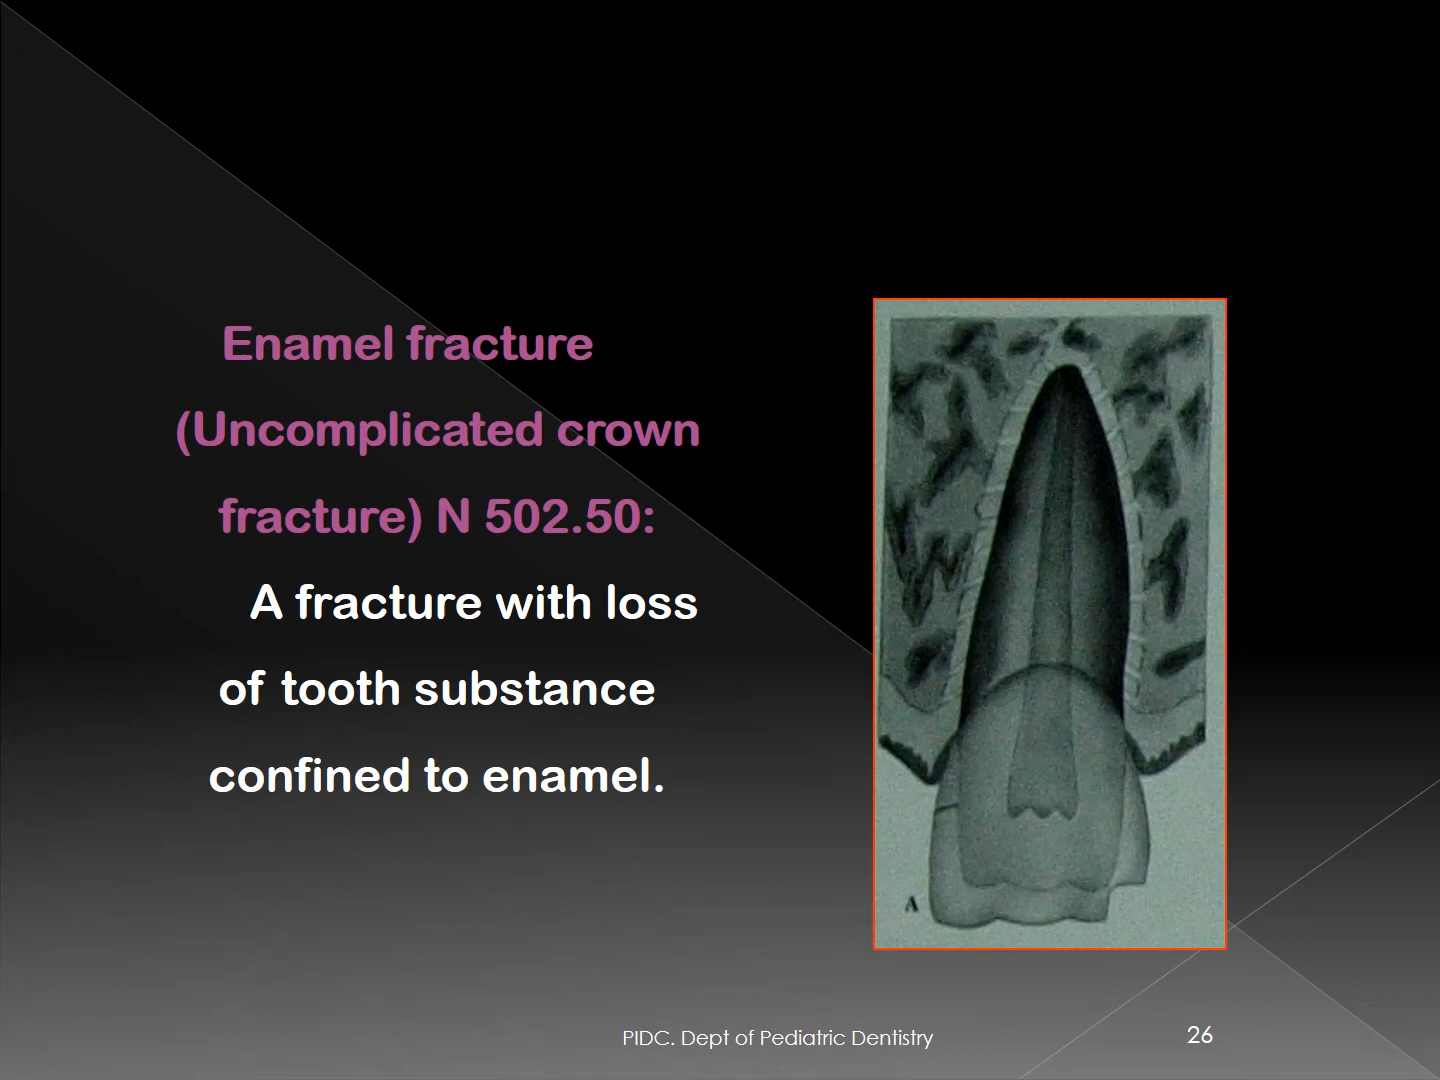 Enamel fracture
(Uncomplicated crown
fracture) N 502.50:
A fracture with loss
of tooth substance
confined to enamel.
A
PIDC. Dept of Pediatric Dentistry
26